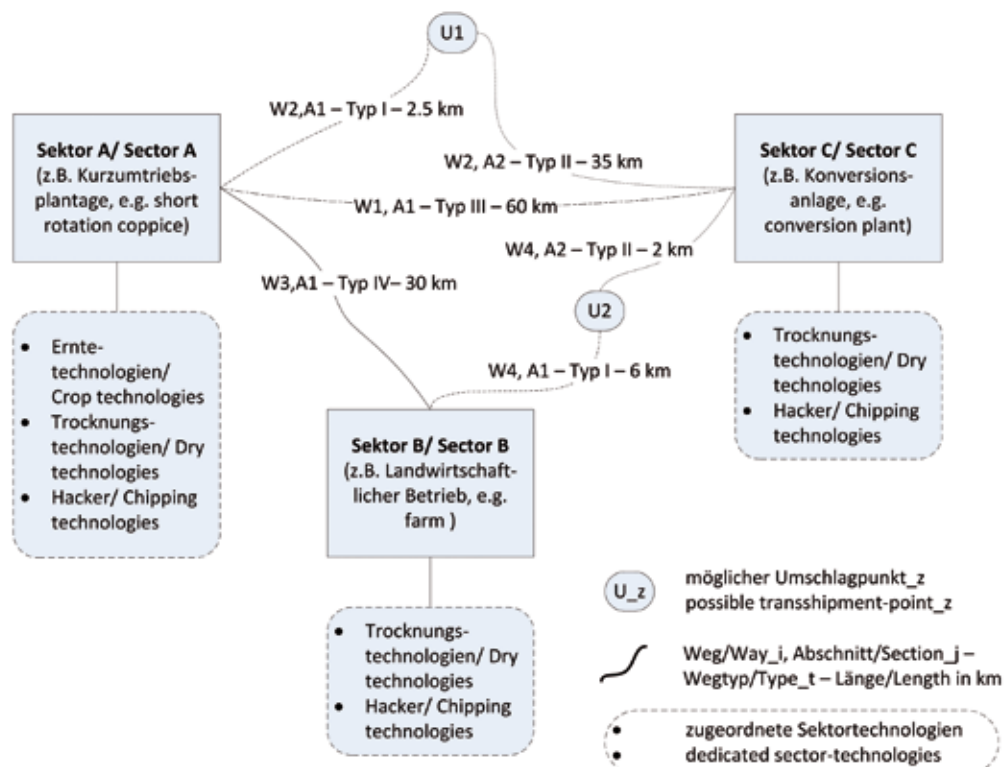 U1
W2,A1 – Typ I – 2.5 km
Sektor A/ Sector A
(z.B. Kurzumtriebs-
plantage, e.g. short
rotation coppice)
W2, A2 – Typ II – 35 km
W1, A1 – Typ III – 60 km
Sektor C/ Sector C
(z.B. Konversions-
anlage, e.g.
conversion plant)
W4, A2 – Typ II – 2 km
W3,A1 – Typ IV– 30 km
U2
W4, A1 – Typ I – 6 km
• Ernte-
technologien/
Crop technologies
• Trocknungs-
technologien/ Dry
technologies
• Hacker/ Chipping
technologies
Sektor B/ Sector B
(z.B. Landwirtschaft-
licher Betrieb, e.g.
farm )
• Trocknungs-
technologien/ Dry
technologies
• Hacker/ Chipping
technologies
• Trocknungs-
technologien/ Dry
technologies
• Hacker/ Chipping
technologies
U_z
möglicher Umschlagpunkt_z
possible transshipment-point_z
Weg/Way_i, Abschnitt/Section_j –
Wegtyp/Type_t – Länge/Length in km
• zugeordnete Sektortechnologien
• dedicated sector-technologies